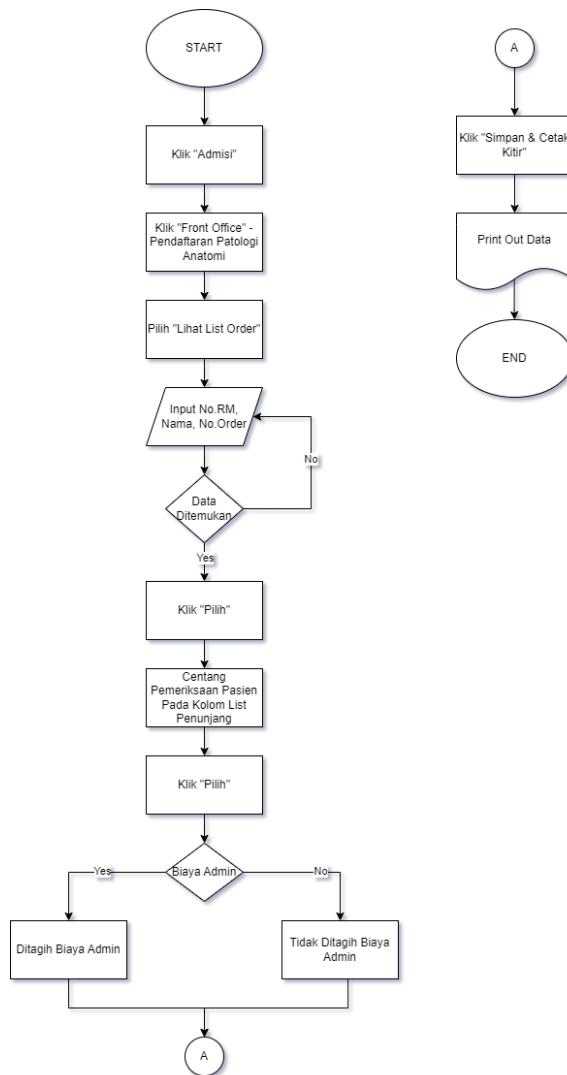 START
Klik "Admisi"
Klik "Front Office" -
Pendaftaran Patologi
Anatomi
Pilih "Lihat List Order"
Input No.RM,
Nama, No.Order
No
Data
Ditemukan
Yes
Klik "Pilih"
Centang
Pemeriksaan Pasien
Pada Kolom List
Penunjang
Klik "Pilih"
Yes
Biaya Admin
No
Ditagih Biaya Admin
Tidak Ditagih Biaya
Admin
A
A
Klik "Simpan & Cetak
Kitir"
Print Out Data
END